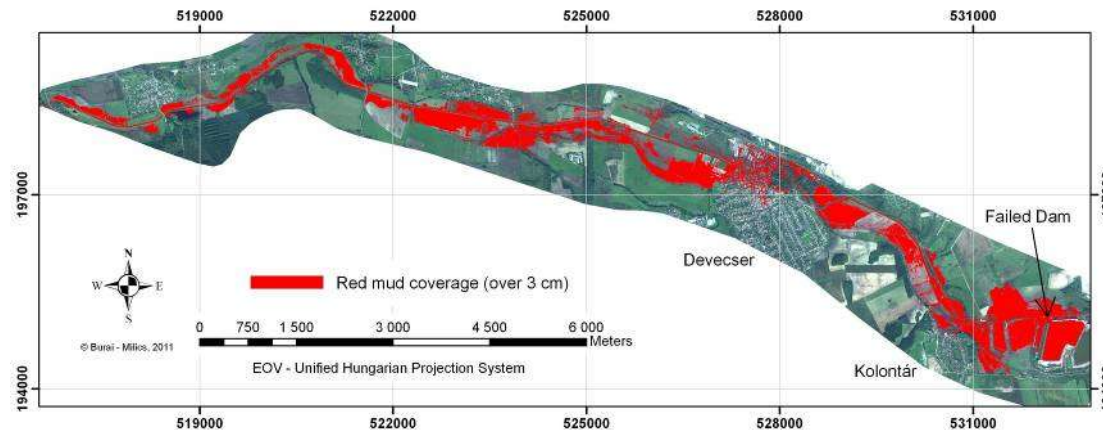 519000 522000 525000 528000 531000
197000
Failed Dam
Devecser
N
W E
S
Red mud coverage (over 3 cm)
0 750 1 500 3 000 4 500 6 000
Meters
© Burai - Milics, 2011
EOV - Unified Hungarian Projection System
Kolontár
194000
519000 522000 525000 528000 531000